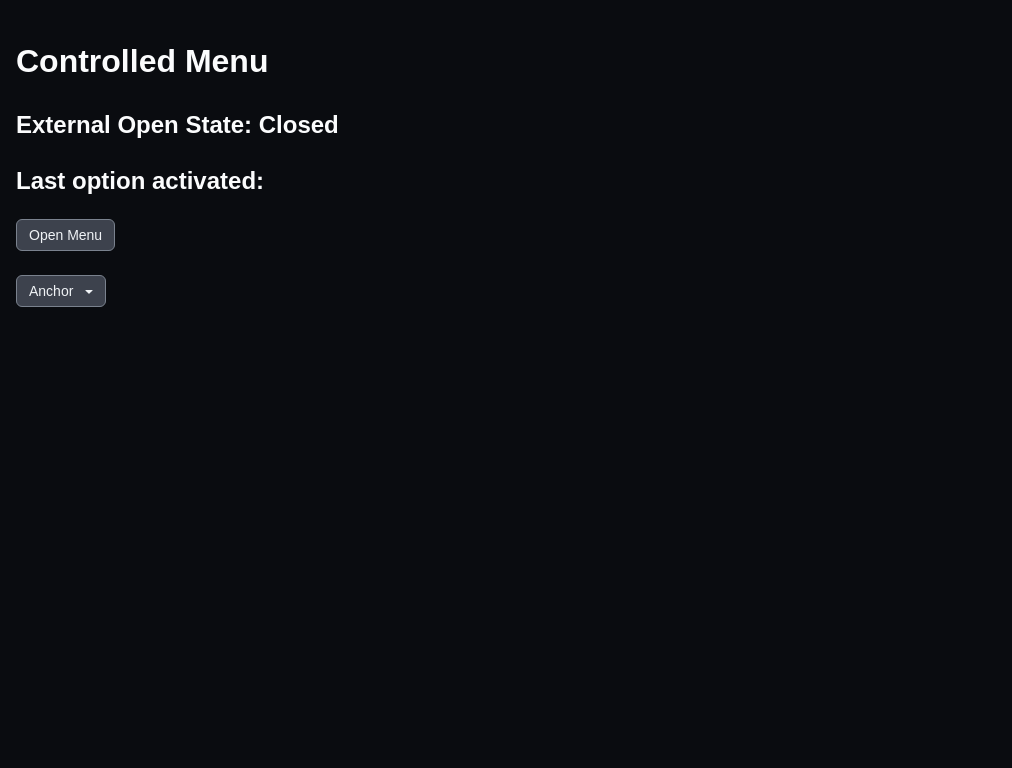 Controlled Menu
External Open State: Closed
Last option activated:
Open Menu
Anchor